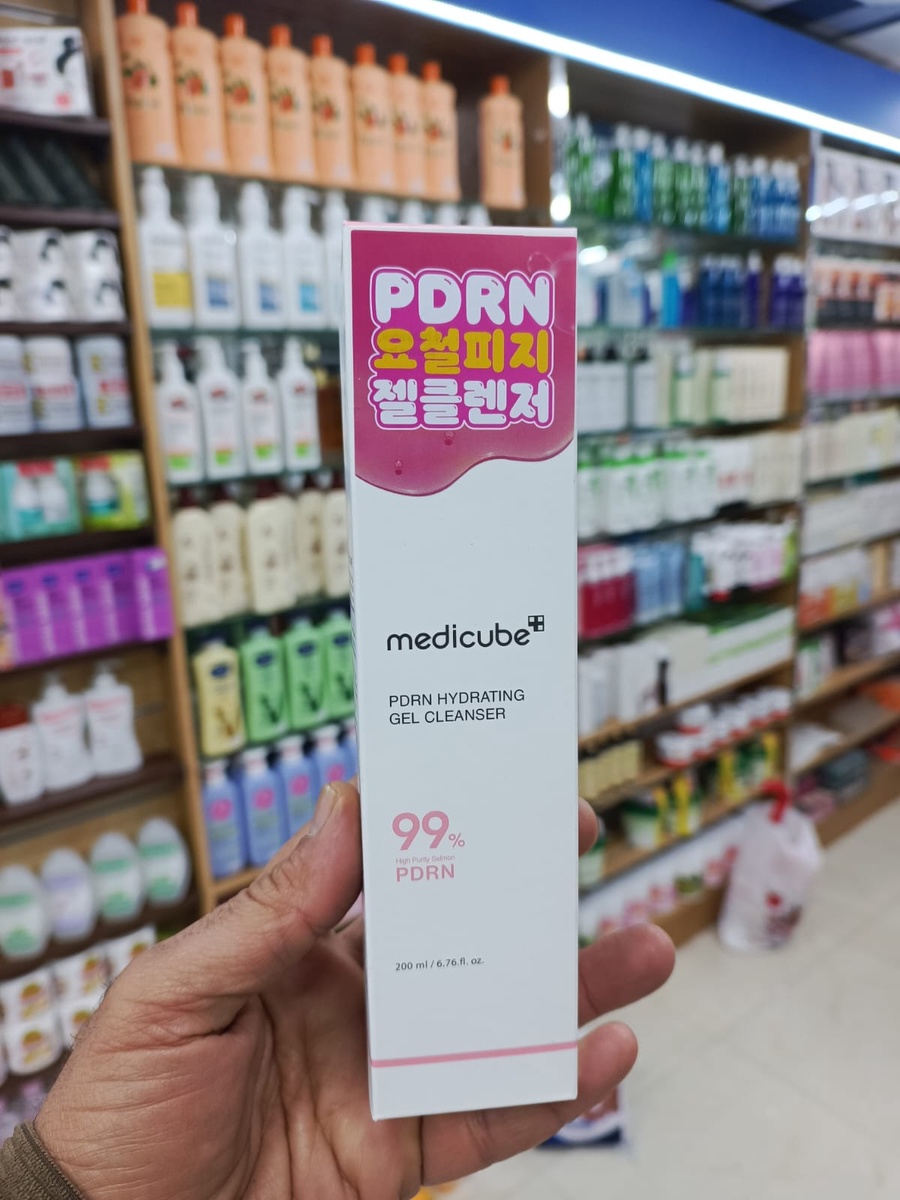 PDRN
요철피지
젤클렌저
medicube
PDRN HYDRATING
GEL CLEANSER
99%
High Purity Salmon
PDRN
200 ml / 6.76.fl. oz.